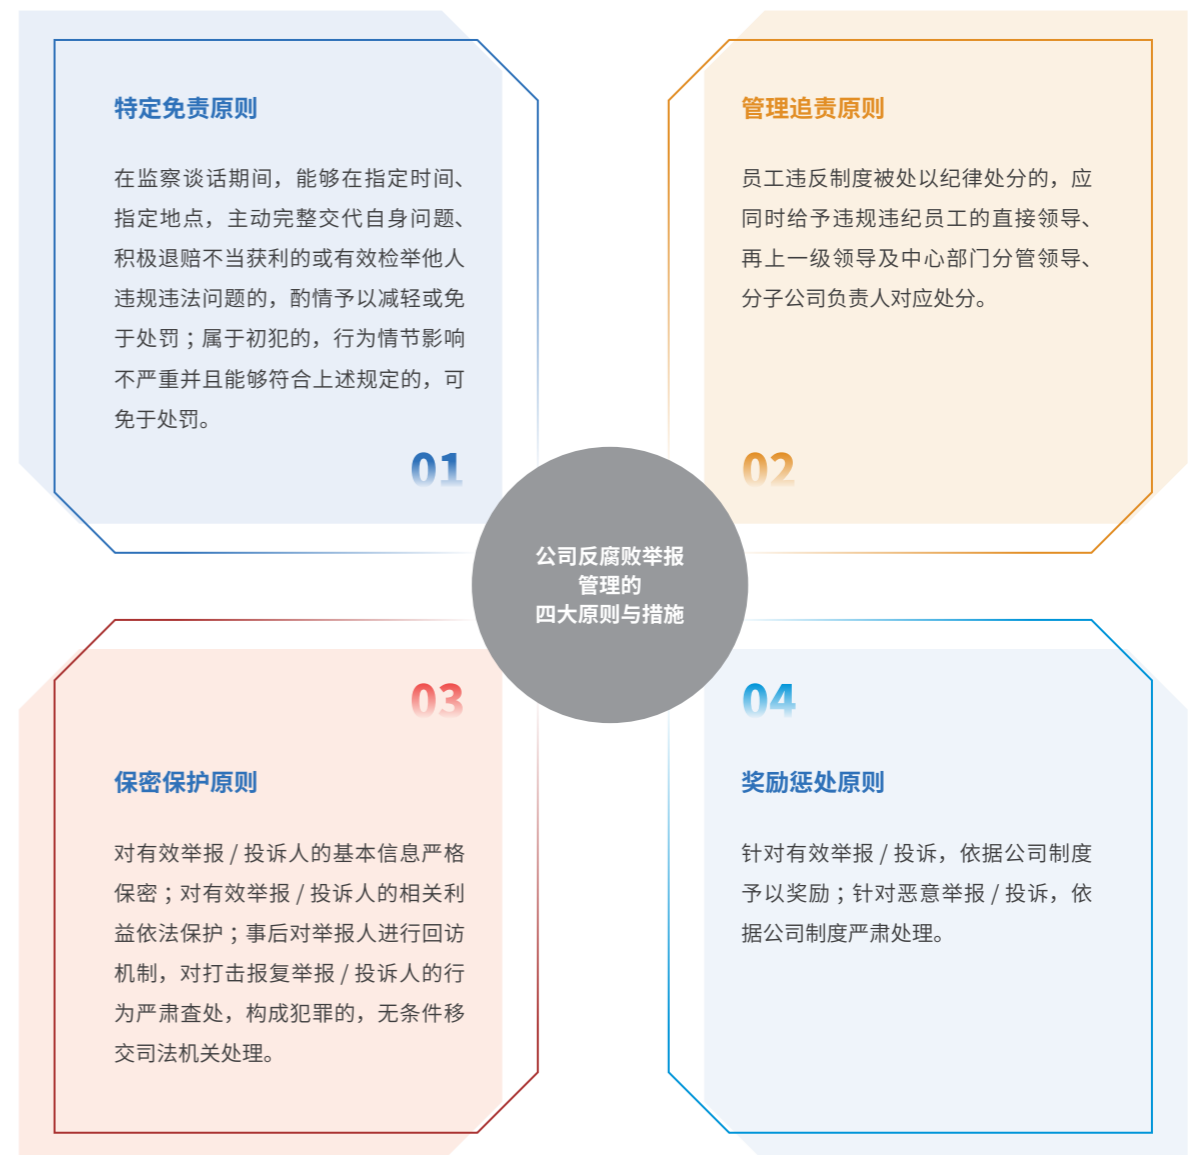 特定免责原则
在监察谈话期间，能够在指定时间、
指定地点，主动完整交代自身问题、
积极退赔不当获利的或有效检举他人
违规违法问题的，酌情予以减轻或免
于处罚；属于初犯的，行为情节影响
不严重并且能够符合上述规定的，可
免于处罚。
01
管理追责原则
员工违反制度被处以纪律处分的，应
同时给予违规违纪员工的直接领导、
再上一级领导及中心部门分管领导、
分子公司负责人对应处分。
02
公司反腐败举报
管理的
四大原则与措施
03
保密保护原则
对有效举报 / 投诉人的基本信息严格
保密；对有效举报 / 投诉人的相关利
益依法保护；事后对举报人进行回访
机制，对打击报复举报 / 投诉人的行
为严肃查处，构成犯罪的，无条件移
交司法机关处理。
04
奖励惩处原则
针对有效举报 / 投诉，依据公司制度
予以奖励；针对恶意举报 / 投诉，依
据公司制度严肃处理。